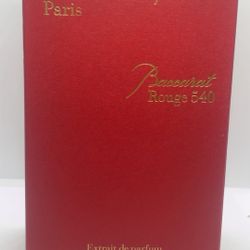 Paris
Baccarat
Rouge 540
Extrait de parfum